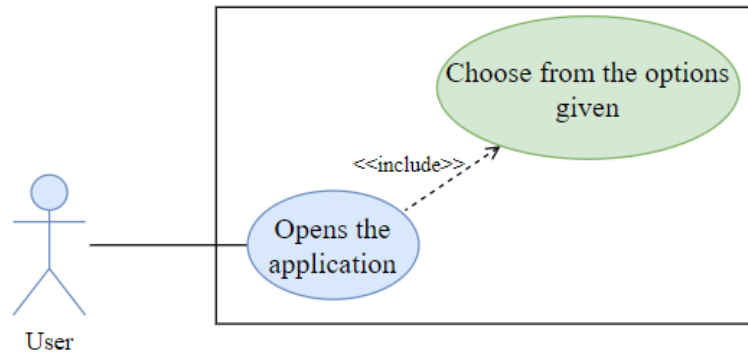 Choose from the options
given
<<include>>
Opens the
application
User